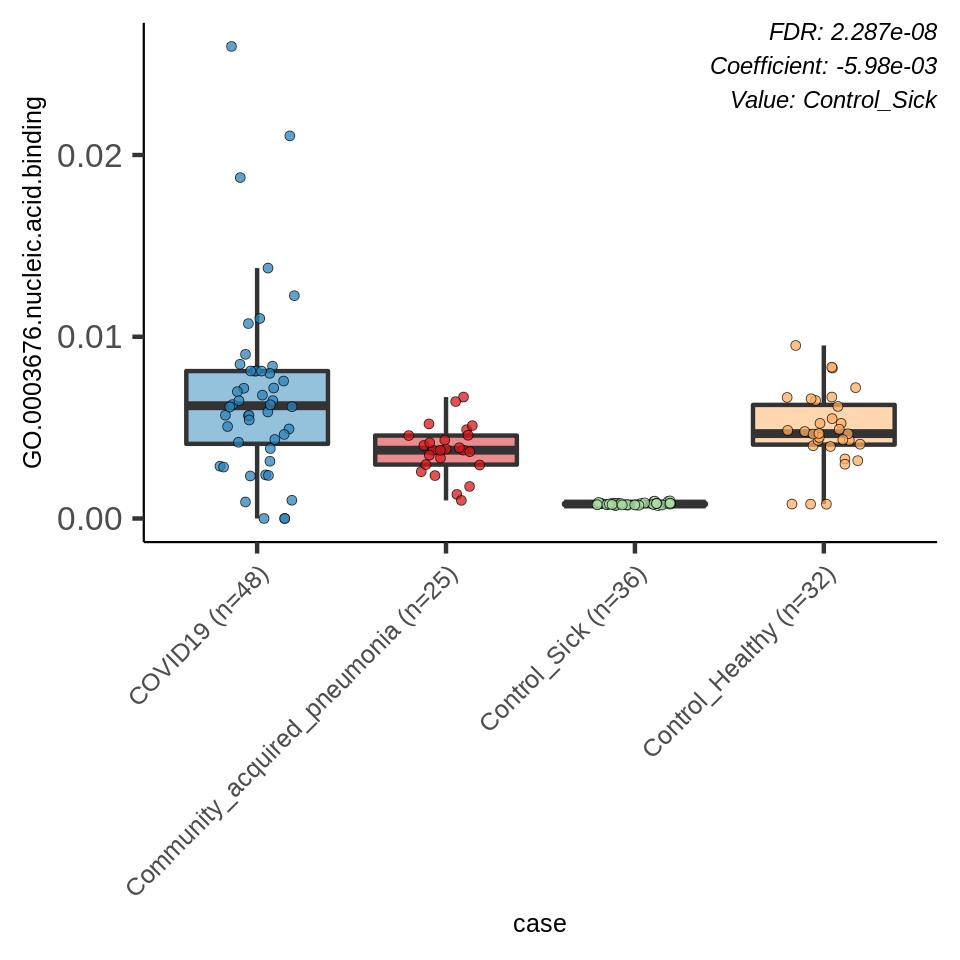 FDR: 2.287e-08
Coefficient: -5.98e-03
Value: Control_Sick
GO.0003676.nucleic.acid.binding
0.02
0.01
0.00
COVID19 (n=48)
Community_acquired_pneumonia (n=25)
Control_Sick (n=36)
Control_Healthy (n=32)
case